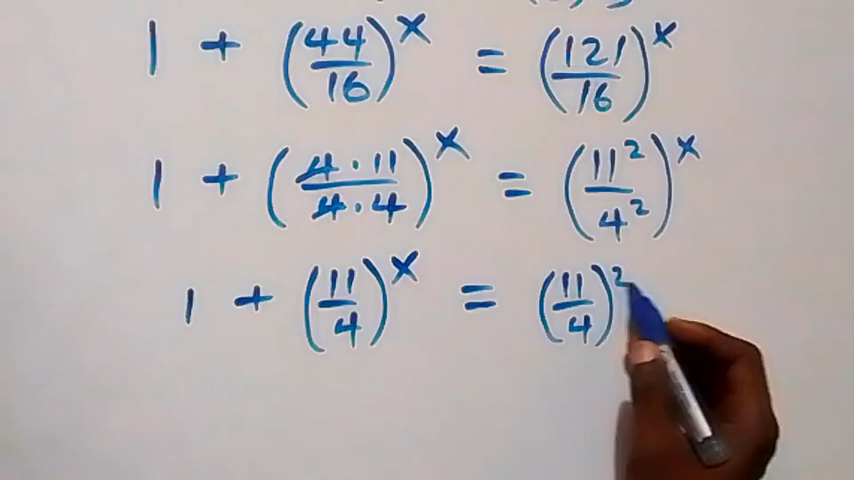 1 + (44/16)^x = (121/16)^x
1 + (4·11/4·4)^x = (11^2/4^2)^x
1 + (11/4)^x = (11/4)^2